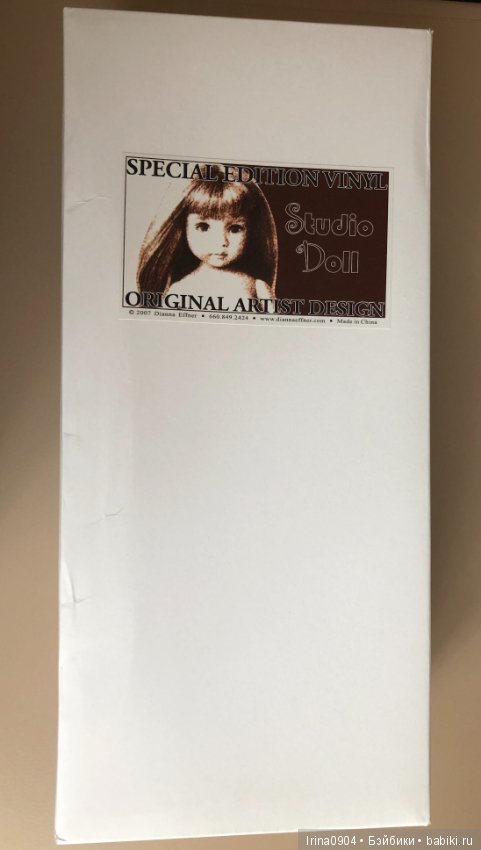 SPECIAL EDITION VINYL
Studio
Doll
ORIGINAL ARTIST DESIGN
© 2007 Dianna Effner • 660.849.2424 • www.diannaeffner.com • Made in China
Irina0904 • Бэйбики • babiki.ru